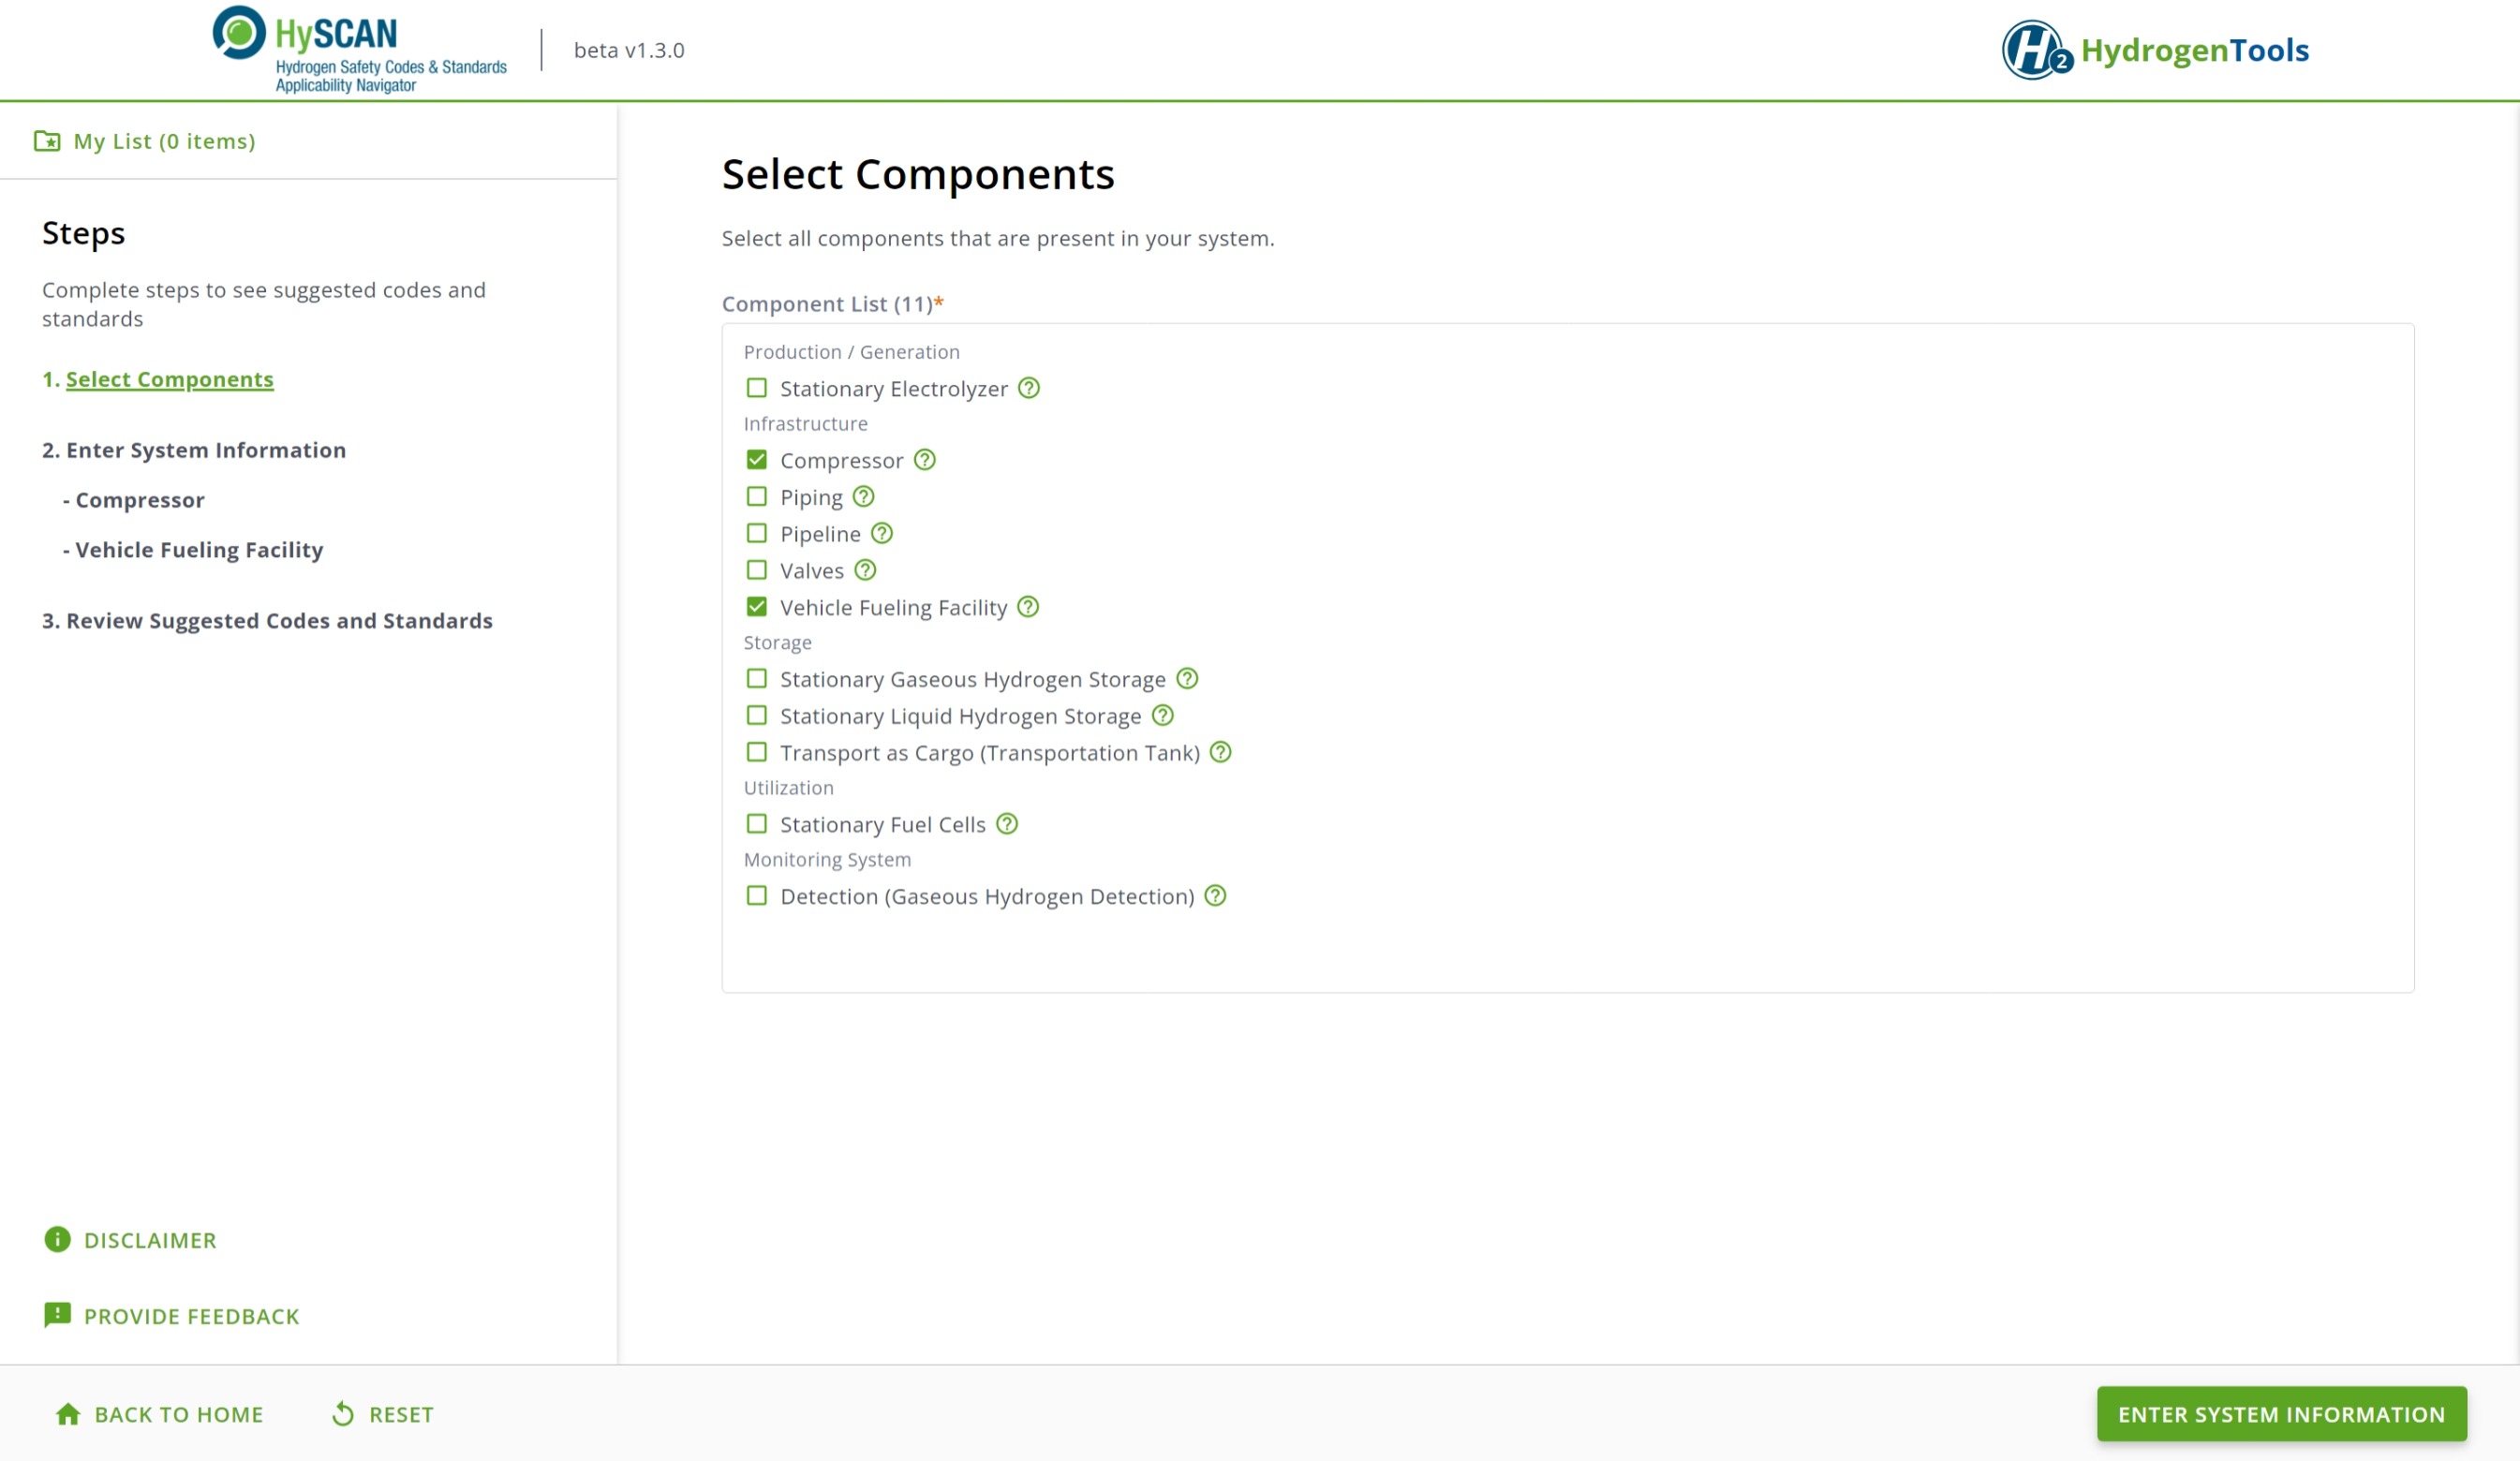 HySCAN
Hydrogen Safety Codes & Standards
Applicability Navigator
beta v1.3.0
H2 HydrogenTools
My List (0 items)
Steps
Complete steps to see suggested codes and
standards
1. Select Components
2. Enter System Information
- Compressor
- Vehicle Fueling Facility
3. Review Suggested Codes and Standards
DISCLAIMER
PROVIDE FEEDBACK
Select Components
Select all components that are present in your system.
Component List (11)*
Production / Generation
Stationary Electrolyzer
Infrastructure
Compressor
Piping
Pipeline
Valves
Vehicle Fueling Facility
Storage
Stationary Gaseous Hydrogen Storage
Stationary Liquid Hydrogen Storage
Transport as Cargo (Transportation Tank)
Utilization
Stationary Fuel Cells
Monitoring System
Detection (Gaseous Hydrogen Detection)
BACK TO HOME
RESET
ENTER SYSTEM INFORMATION